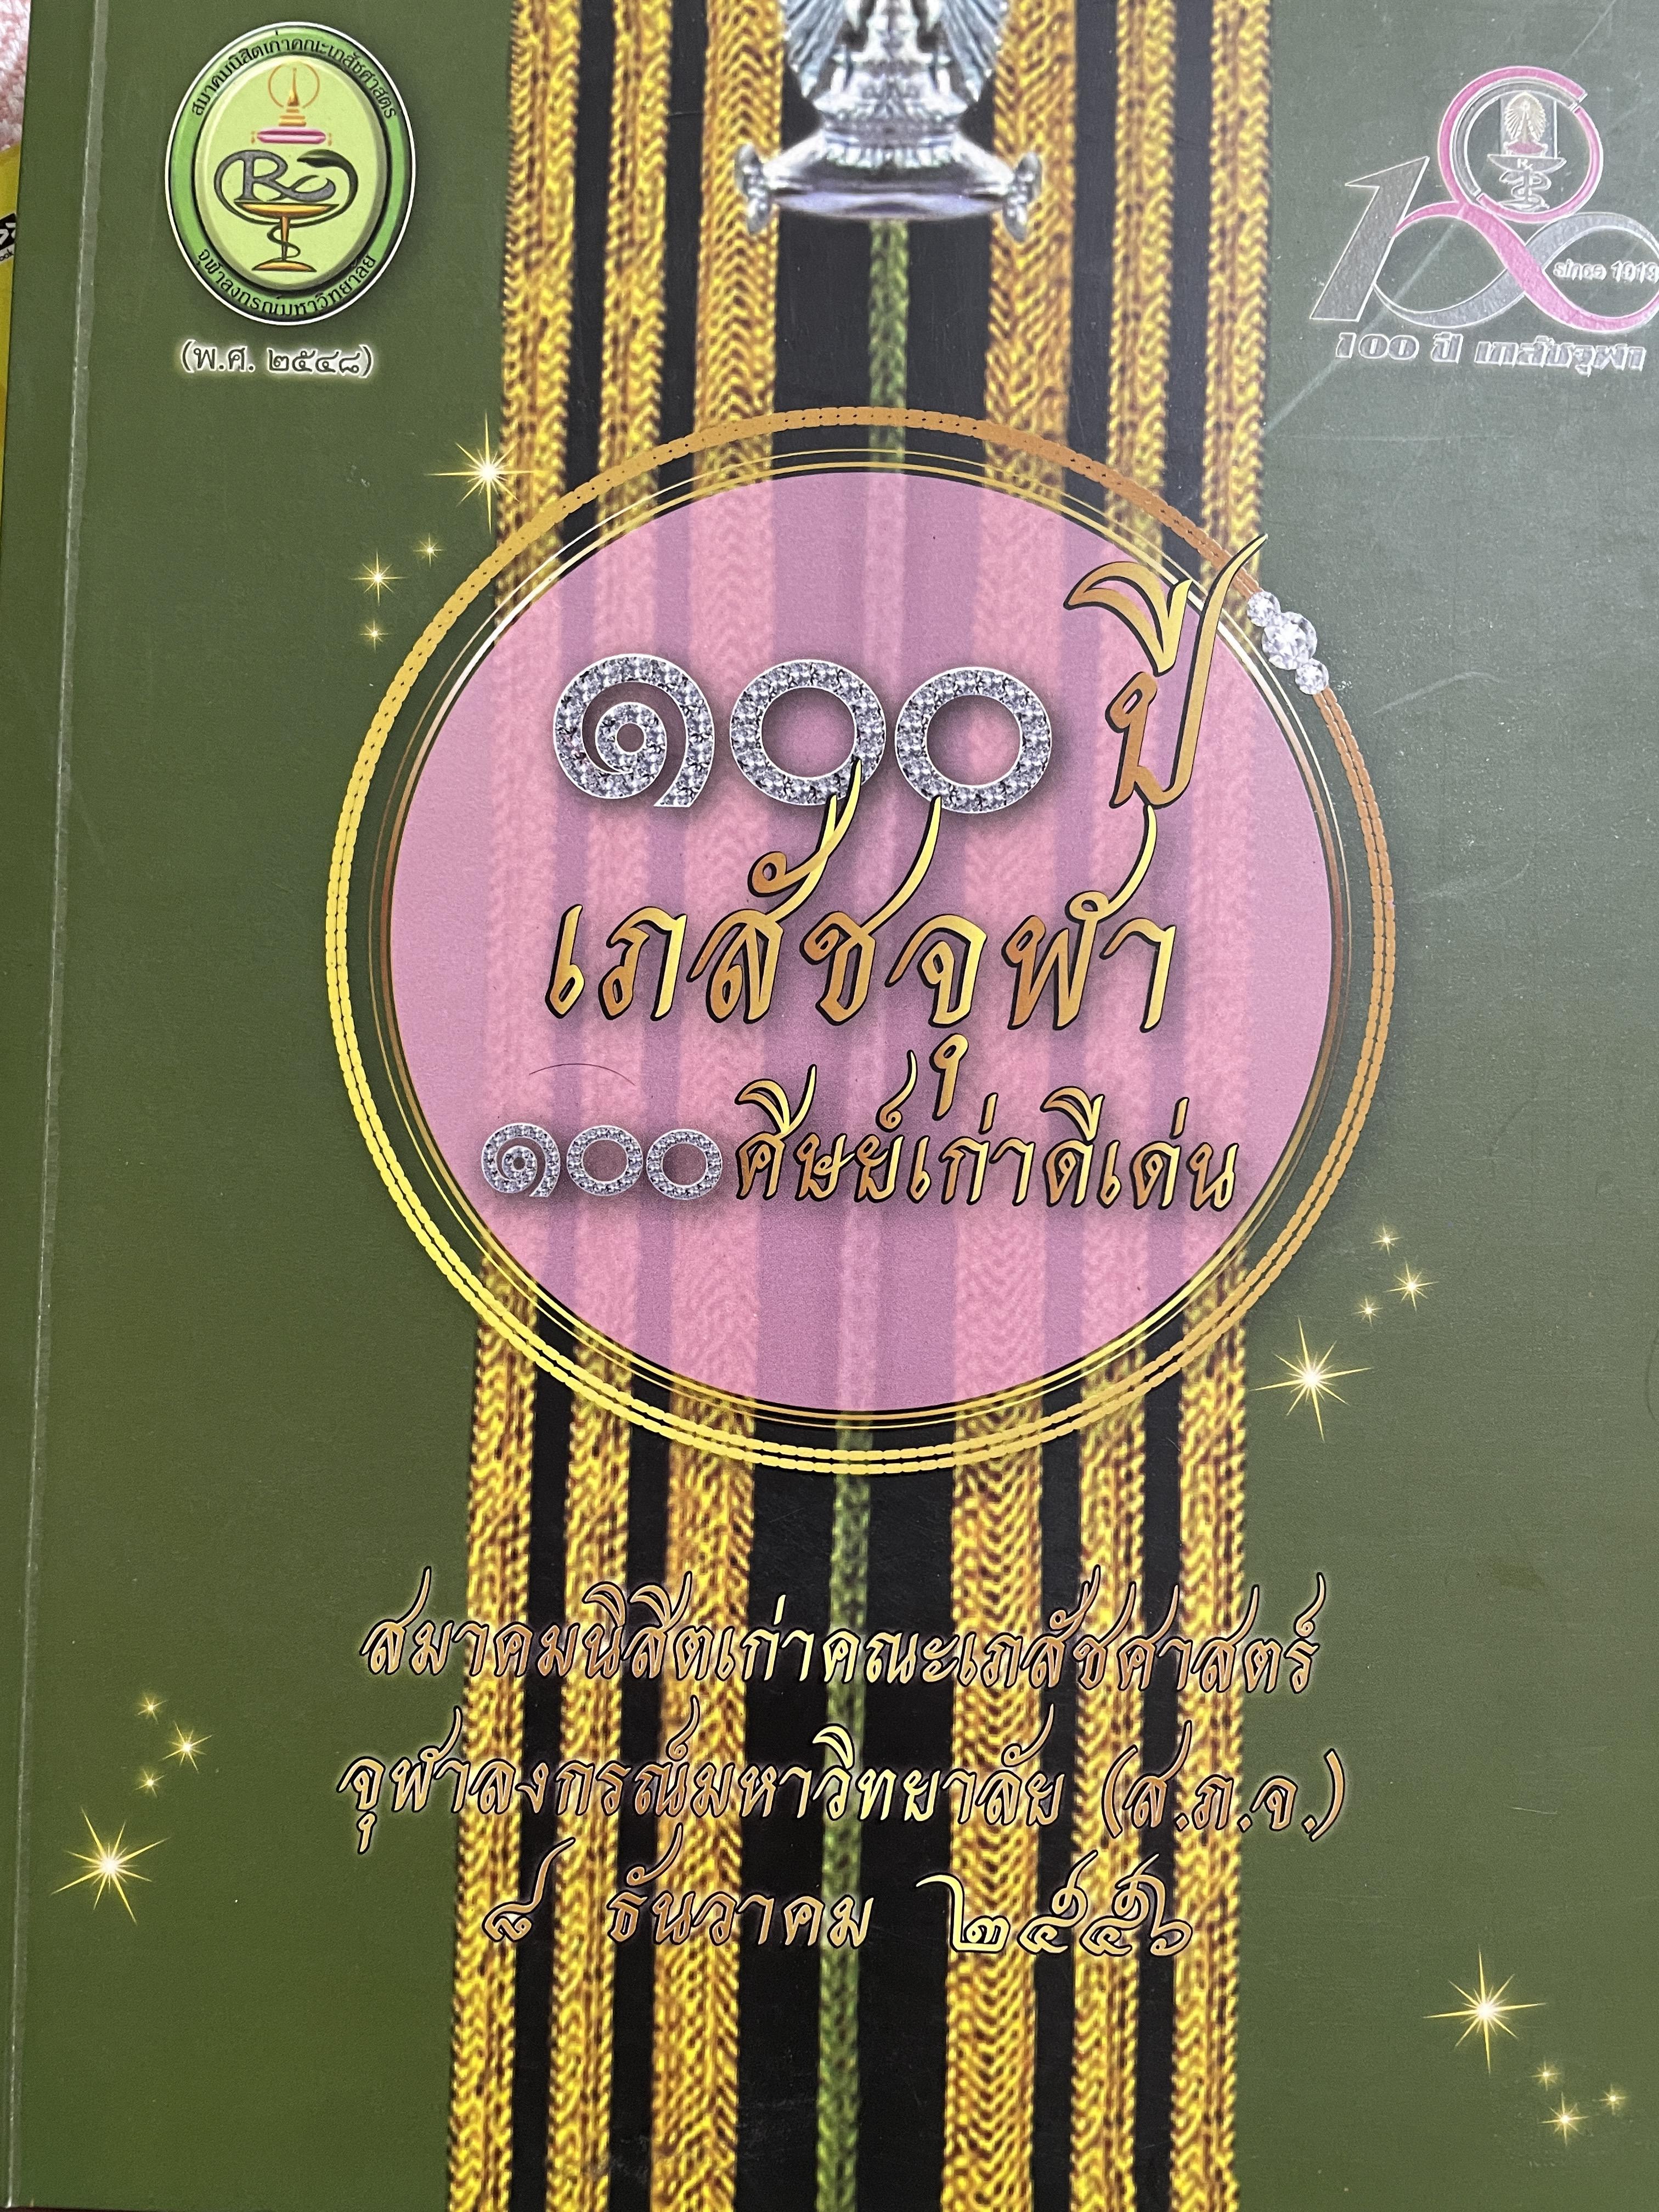 สมาคมนิสิตเก่าคณะเภสัชศาสตร์
จุฬาลงกรณ์มหาวิทยาลัย
(พ.ศ. ๒๕๔๘)
100
since 1913
100 ปี เภสัชจุฬา
๑๐๐ ปี
เภสัชจุฬา
๑๐๐ ศิษย์เก่าดีเด่น
สมาคมนิสิตเก่าคณะเภสัชศาสตร์
จุฬาลงกรณ์มหาวิทยาลัย (ส.ภ.จ.)
๘ ธันวาคม ๒๕๕๖